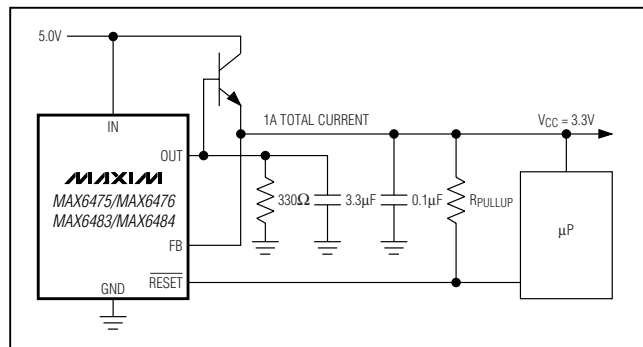 5.0V
1A TOTAL CURRENT
VCC = 3.3V
IN
OUT
MAXIM
MAX6475/MAX6476
MAX6483/MAX6484
330Ω
3.3µF
0.1µF
RPULLUP
µP
FB
GND
RESET